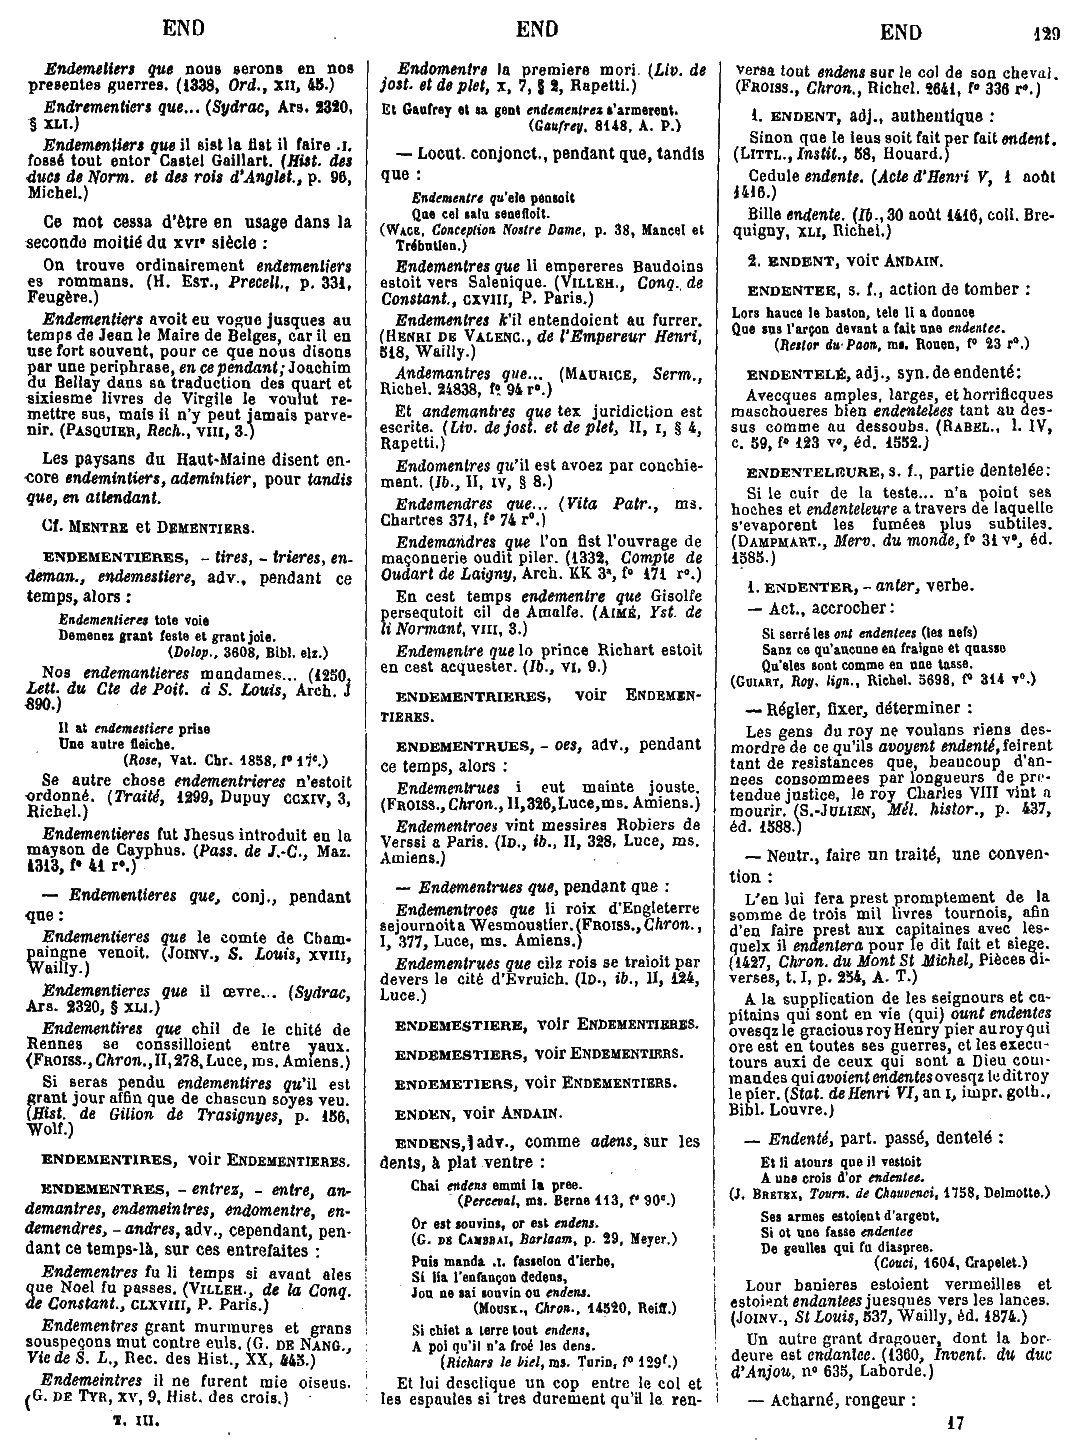 END
END
END 129
Endemetiers que nous serons en nos
presentes guerres. (1338, Ord., XII, 45.)
Endrementiers que... (Sydrac, Ars. 2320,
§ XLI.)
Endementiers que il sist la fist il faire .I.
fossé tout entor Castel Gaillart. (Hist. des
ducs de Norm. et des rois d'Anglet., p. 96,
Michel.)
Ce mot cessa d'être en usage dans la
seconde moitié du XVIe siècle :
On trouve ordinairement endementiers
es rommans. (H. EST., Precell., p. 331,
Feugère.)
Endementiers avoit eu vogue jusques au
temps de Jean le Maire de Belges, car il en
use fort souvent, pour ce que nous disons
par une periphrase, en ce pendant; Joachim
du Bellay dans sa traduction des quart et
sixiesme livres de Virgile le voulut re-
mettre sus, mais il n'y peut jamais parve-
nir. (PASQUIER, Rech., VIII, 3.)
Les paysans du Haut-Maine disent en-
core endemintiers, ademintier, pour tandis
que, en attendant.
Cf. MENTRE et DEMENTIERS.
ENDEMENTIERES, - tires, - trieres, en-
deman., endemestiere, adv., pendant ce
temps, alors :
Endementieres tote voie
Demenez grant feste et grant joie.
(Dolop., 3608, Bibl. elz.)
Nos endemantieres mandames... (1250,
Lett. du Cte de Poit. à S. Louis, Arch. J
890.)
Il at endemestiere prise
Une autre fleiche.
(Rose, Vat. Chr. 1858, f° 17c.)
Se autre chose endementrieres n'estoit
ordonné. (Traité, 1299, Dupuy CCXIV, 3,
Richel.)
Endementieres fut Jhesus introduit en la
mayson de Cayphus. (Pass. de J.-C., Maz.
1313, f° 41 r°.)
— Endementieres que, conj., pendant
que :
Endementieres que le comte de Cham-
paingne venoit. (JOINV., S. Louis, XVIII,
Wailly.)
Endementieres que il œvre... (Sydrac,
Ars. 2320, § XLI.)
Endementires que chil de le chité de
Rennes se conssilloient entre yaux.
(FROISS., Chron., II, 278, Luce, ms. Amiens.)
Si seras pendu endementires qu'il est
grant jour affin que de chascun soyes veu.
(Hist. de Gilion de Trasignyes, p. 156,
Wolf.)
ENDEMENTIRES, voir ENDEMENTIERES.
ENDEMENTRES, - entrez, - entre, an-
demantres, endemeintres, endomentre, en-
demendres, - andres, adv., cependant, pen-
dant ce temps-là, sur ces entrefaites :
Endementres fu li temps si avant ales
que Noel fu passes. (VILLEH., de la Conq.
de Constant., CLXVIII, P. Paris.)
Endementres grant murmures et grans
souspeçons mut contre euls. (G. DE NANG.,
Vie de S. L., Rec. des Hist., XX, 445.)
Endemeintres il ne furent mie oiseus.
(G. DE TYR, XV, 9, Hist. des crois.)
T. III.
Endomentre la premiere mori. (Liv. de
jost. et de plet, X, 7, § 2, Rapetti.)
Et Gaufrey et sa gent endementrez s'armerent.
(Gaufrey, 8148, A. P.)
— Locut. conjonct., pendant que, tandis
que :
Endementre qu'ele pensoit
Que cel salu senefioit.
(WACE, Conception Nostre Dame, p. 38, Mancel et
Trébutien.)
Endementres que li empereres Baudoins
estoit vers Salenique. (VILLEH., Conq. de
Constant., CXVIII, P. Paris.)
Endementres k'il entendoient au furrer.
(HENRI DE VALENC., de l'Empereur Henri,
518, Wailly.)
Andemantres que... (MAURICE, Serm.,
Richel. 24838, f° 94 r°.)
Et andemantres que tex juridiction est
escrite. (Liv. de jost. et de plet, II, I, § 4,
Rapetti.)
Endomentres qu'il est avoez par conchie-
ment. (Ib., II, IV, § 8.)
Endemendres que... (Vita Patr., ms.
Chartres 371, f° 74 r°.)
Endemandres que l'on fist l'ouvrage de
maçonnerie oudit piler. (1332, Compte de
Oudart de Laigny, Arch. KK 3a, f° 171 r°.)
En cest temps endementre que Gisolfe
persequtoit cil de Amalfe. (AIMÉ, Yst. de
li Normant, VIII, 3.)
Endementre que lo prince Richart estoit
en cest acquester. (Ib., VI, 9.)
ENDEMENTRIERES, voir ENDEMEN-
TIERES.
ENDEMENTRUES, - oes, adv., pendant
ce temps, alors :
Endementrues i eut mainte jouste.
(FROISS., Chron., II, 326, Luce, ms. Amiens.)
Endementroes vint messires Robiers de
Verssi a Paris. (ID., ib., II, 328, Luce, ms.
Amiens.)
— Endementrues que, pendant que :
Endementroes que li roix d'Engleterre
sejournoit a Wesmoustier. (FROISS., Chron.,
I, 377, Luce, ms. Amiens.)
Endementrues que cilz rois se traioit par
devers le cité d'Evruich. (ID., ib., II, 124,
Luce.)
ENDEMESTIERE, voir ENDEMENTIERES.
ENDEMESTIERS, voir ENDEMENTIERS.
ENDEMETIERS, voir ENDEMENTIERS.
ENDEN, voir ANDAIN.
ENDENS, adv., comme adens, sur les
dents, à plat ventre :
Chai endens emmi la pree.
(Perceval, ms. Berne 113, f° 90c.)
Or est souvins, or est endens.
(G. DE CAMBRAI, Barlaam, p. 29, Meyer.)
Puis manda .I. fasselon d'ierbe,
Si lia l'enfançon dedens,
Jou ne sai souvin ou endens.
(MOUSK., Chron., 14520, Reiff.)
Si chiet a terre tout endens,
A poi qu'il n'a froé les dens.
(Richars le biel, ms. Turin, f° 129f.)
Et lui desclique un cop entre le col et
les espaules si tres durement qu'il le ren-
versa tout endens sur le col de son cheval.
(FROISS., Chron., Richel. 2641, f° 336 r°.)
1. ENDENT, adj., authentique :
Sinon que le leus soit fait per fait endent.
(LITTL., Instit., 58, Houard.)
Cedule endente. (Acte d'Henri V, 1 août
1416.)
Bille endente. (Ib., 30 août 1416, coll. Bre-
quigny, XLI, Richel.)
2. ENDENT, voir ANDAIN.
ENDENTEE, s. f., action de tomber :
Lors hauce le baston, tele li a donnee
Que sus l'arçon devant a fait une endentee.
(Restor du Paon, ms. Rouen, f° 23 r°.)
ENDENTELÉ, adj., syn. de endenté :
Avecques amples, larges, et horrificques
maschoueres bien endentelees tant au des-
sus comme au dessoubs. (RABEL., l. IV,
c. 59, f° 123 v°, éd. 1552.)
ENDENTELEURE, s. f., partie dentelée :
Si le cuir de la teste... n'a point ses
hoches et endenteleure a travers de laquelle
s'evaporent les fumées plus subtiles.
(DAMPMART., Merv. du monde, f° 31 v°, éd.
1585.)
1. ENDENTER, - anter, verbe.
— Act., accrocher :
Si serré les ont endentees (les nefs)
Sanz ce qu'aucune en fraigne et quasse
Qu'eles sont comme en une tasse.
(GUIART, Roy. lign., Richel. 5698, f° 314 v°.)
— Régler, fixer, déterminer :
Les gens du roy ne voulans riens des-
mordre de ce qu'ils avoyent endenté, feirent
tant de resistances que, beaucoup d'an-
nees consommees par longueurs de pre-
tendue justice, le roy Charles VIII vint a
mourir. (S.-JULIEN, Mél. histor., p. 437,
éd. 1588.)
— Neutr., faire un traité, une conven-
tion :
L'en lui fera prest promptement de la
somme de trois mil livres tournois, afin
d'en faire prest aux capitaines avec les-
quelx il endentera pour le dit fait et siege.
(1427, Chron. du Mont St Michel, Pièces di-
verses, t. I, p. 254, A. T.)
A la supplication de les seignours et ca-
pitains qui sont en vie (qui) ount endentes
ovesqz le gracious roy Henry pier au roy qui
ore est en toutes ses guerres, et les execu-
tours auxi de ceux qui sont a Dieu com-
mandes qui avoient endentes ovesqz le dit roy
le pier. (Stat. de Henri VI, an I, impr. goth.,
Bibl. Louvre.)
— Endenté, part. passé, dentelé :
Et li atours que il vestoit
A une crois d'or endentee.
(J. BRETEX, Tourn. de Chauvenci, 1758, Delmotte.)
Ses armes estoient d'argent,
Si ot une fasse endentee
De geulles qui fu diaspree.
(Couci, 1604, Crapelet.)
Lour banieres estoient vermeilles et
estoient endantees juesques vers les lances.
(JOINV., St Louis, 537, Wailly, éd. 1874.)
Un autre grant dragouer, dont la bor-
deure est endantee. (1360, Invent. du duc
d'Anjou, n° 635, Laborde.)
— Acharné, rongeur :
17